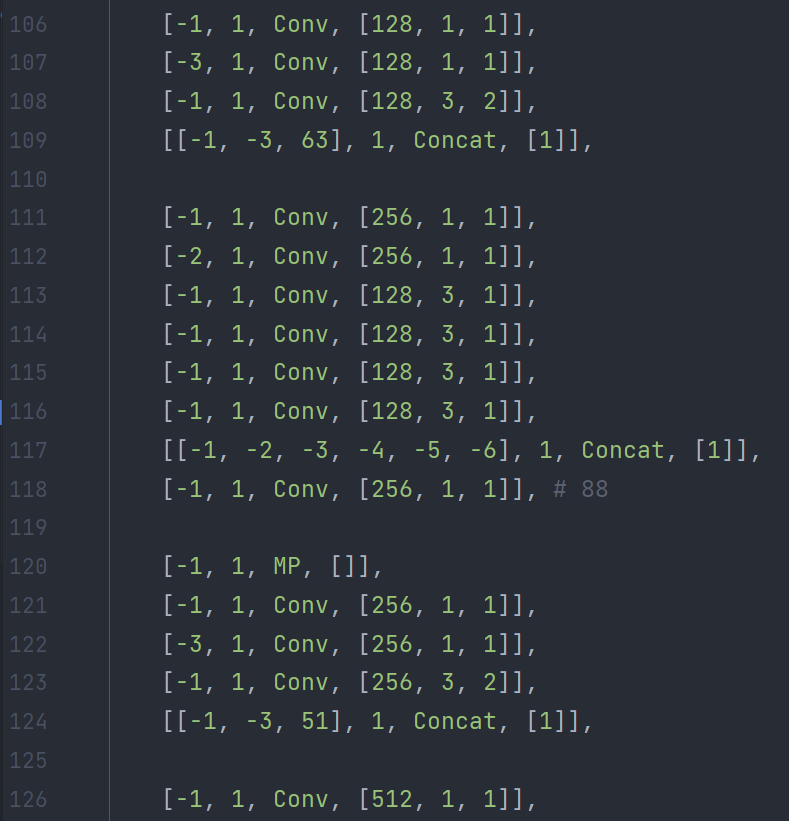 106 [-1, 1, Conv, [128, 1, 1]],
107 [-3, 1, Conv, [128, 1, 1]],
108 [-1, 1, Conv, [128, 3, 2]],
109 [[-1, -3, 63], 1, Concat, [1]],
110
111 [-1, 1, Conv, [256, 1, 1]],
112 [-2, 1, Conv, [256, 1, 1]],
113 [-1, 1, Conv, [128, 3, 1]],
114 [-1, 1, Conv, [128, 3, 1]],
115 [-1, 1, Conv, [128, 3, 1]],
116 [-1, 1, Conv, [128, 3, 1]],
117 [[-1, -2, -3, -4, -5, -6], 1, Concat, [1]],
118 [-1, 1, Conv, [256, 1, 1]], # 88
119
120 [-1, 1, MP, []],
121 [-1, 1, Conv, [256, 1, 1]],
122 [-3, 1, Conv, [256, 1, 1]],
123 [-1, 1, Conv, [256, 3, 2]],
124 [[-1, -3, 51], 1, Concat, [1]],
125
126 [-1, 1, Conv, [512, 1, 1]],